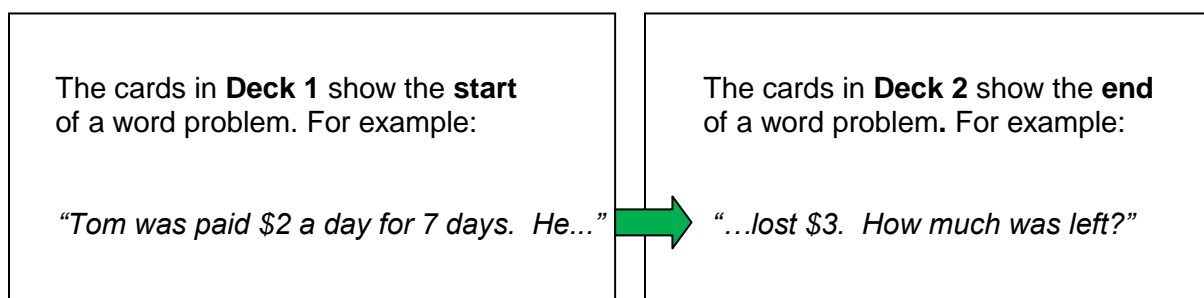 The cards in Deck 1 show the start
of a word problem. For example:
“Tom was paid $2 a day for 7 days.  He...”
The cards in Deck 2 show the end
of a word problem. For example:
“…lost $3.  How much was left?”